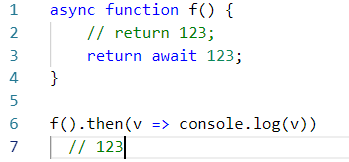 1 async function f() {
2     // return 123;
3     return await 123;
4 }
5
6 f().then(v => console.log(v))
7   // 123